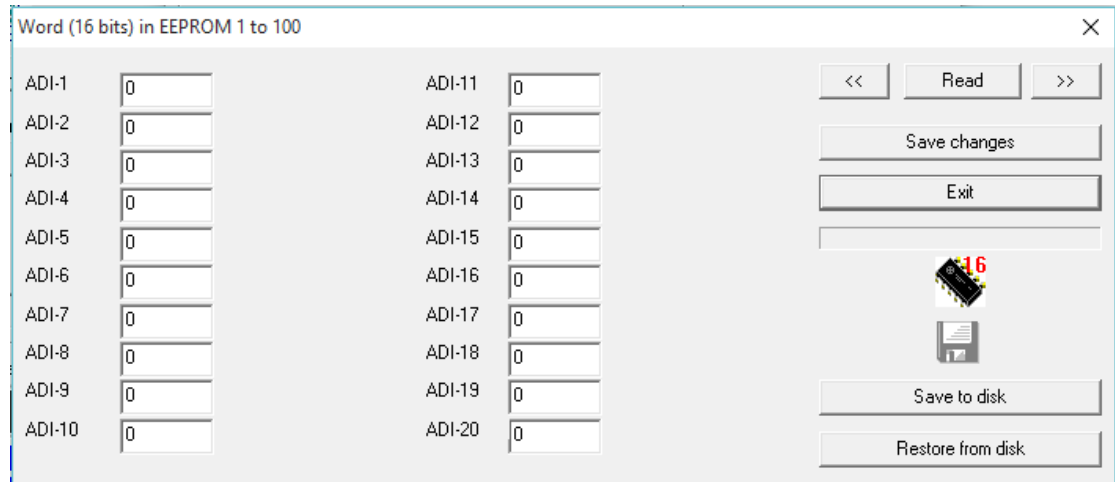 Word (16 bits) in EEPROM 1 to 100
ADI-1 0 ADI-11 0 << Read >>
ADI-2 0 ADI-12 0
Save changes
ADI-3 0 ADI-13 0
ADI-4 0 ADI-14 0 Exit
ADI-5 0 ADI-15 0
ADI-6 0 ADI-16 0 16
ADI-7 0 ADI-17 0
ADI-8 0 ADI-18 0
ADI-9 0 ADI-19 0 Save to disk
ADI-10 0 ADI-20 0
Restore from disk